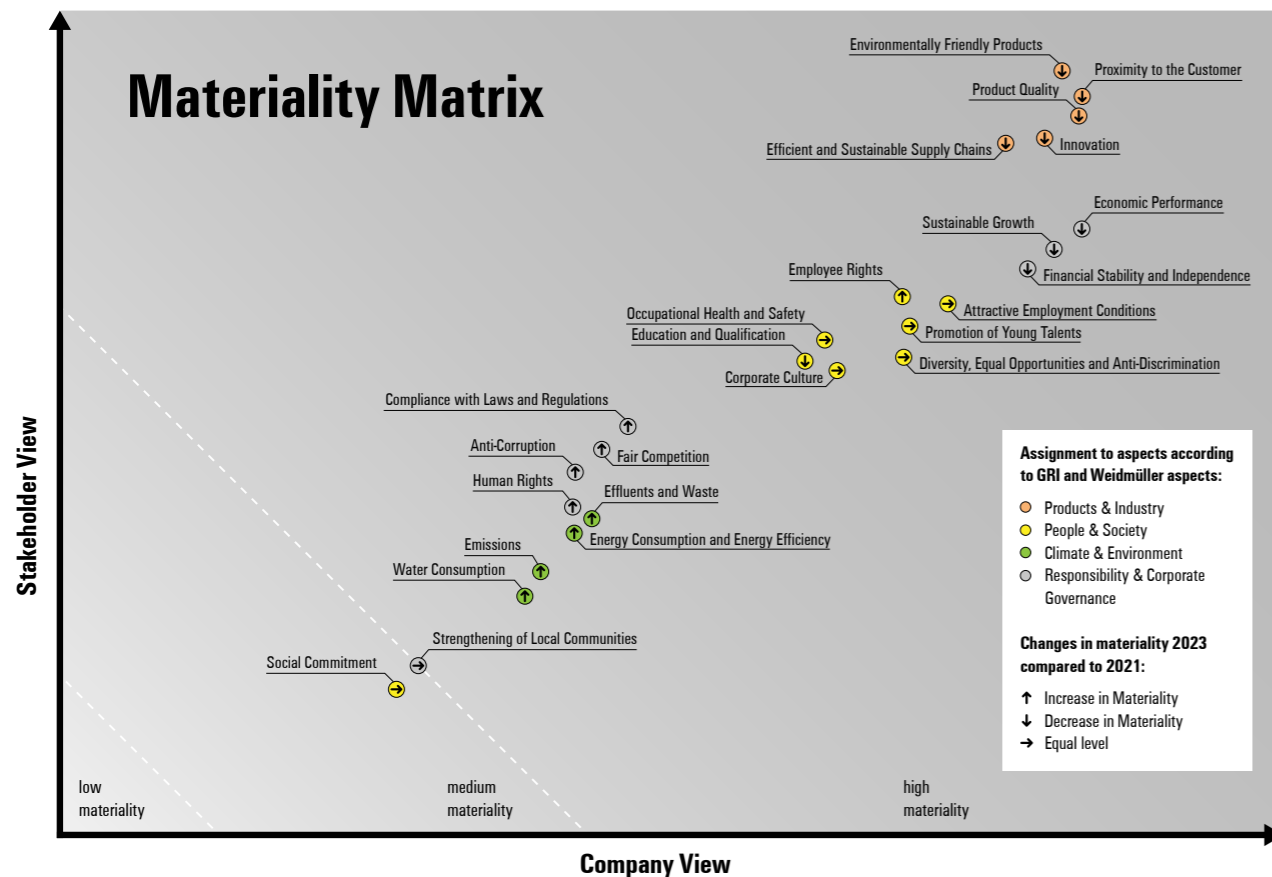 Materiality Matrix
Environmentally Friendly Products
Proximity to the Customer
Product Quality
Efficient and Sustainable Supply Chains
Innovation
Economic Performance
Sustainable Growth
Financial Stability and Independence
Employee Rights
Attractive Employment Conditions
Occupational Health and Safety
Promotion of Young Talents
Education and Qualification
Diversity, Equal Opportunities and Anti-Discrimination
Corporate Culture
Compliance with Laws and Regulations
Anti-Corruption
Fair Competition
Human Rights
Effluents and Waste
Energy Consumption and Energy Efficiency
Emissions
Water Consumption
Strengthening of Local Communities
Social Commitment
Assignment to aspects according
to GRI and Weidmüller aspects:
Products & Industry
People & Society
Climate & Environment
Responsibility & Corporate
Governance
Changes in materiality 2023
compared to 2021:
↑ Increase in Materiality
↓ Decrease in Materiality
→ Equal level
low
materiality
medium
materiality
high
materiality
Stakeholder View
Company View